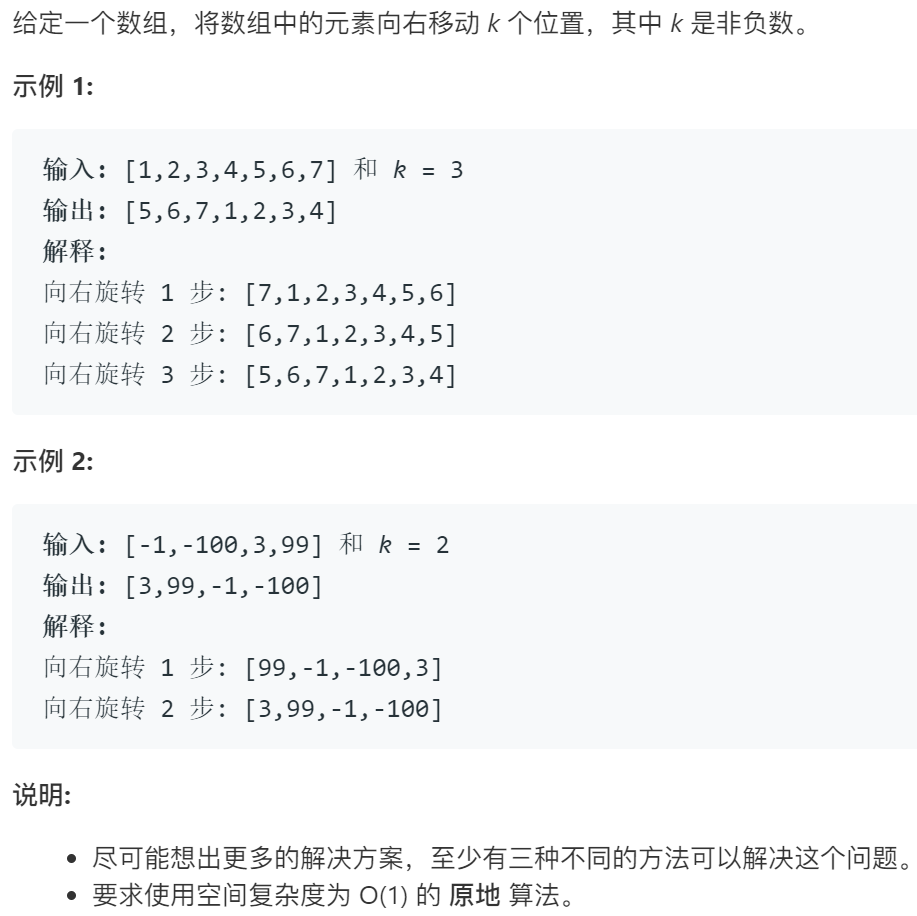 给定一个数组，将数组中的元素向右移动 k 个位置，其中 k 是非负数。
示例 1:
输入: [1,2,3,4,5,6,7] 和 k = 3
输出: [5,6,7,1,2,3,4]
解释:
向右旋转 1 步: [7,1,2,3,4,5,6]
向右旋转 2 步: [6,7,1,2,3,4,5]
向右旋转 3 步: [5,6,7,1,2,3,4]
示例 2:
输入: [-1,-100,3,99] 和 k = 2
输出: [3,99,-1,-100]
解释:
向右旋转 1 步: [99,-1,-100,3]
向右旋转 2 步: [3,99,-1,-100]
说明:
• 尽可能想出更多的解决方案，至少有三种不同的方法可以解决这个问题。
• 要求使用空间复杂度为 O(1) 的 原地 算法。